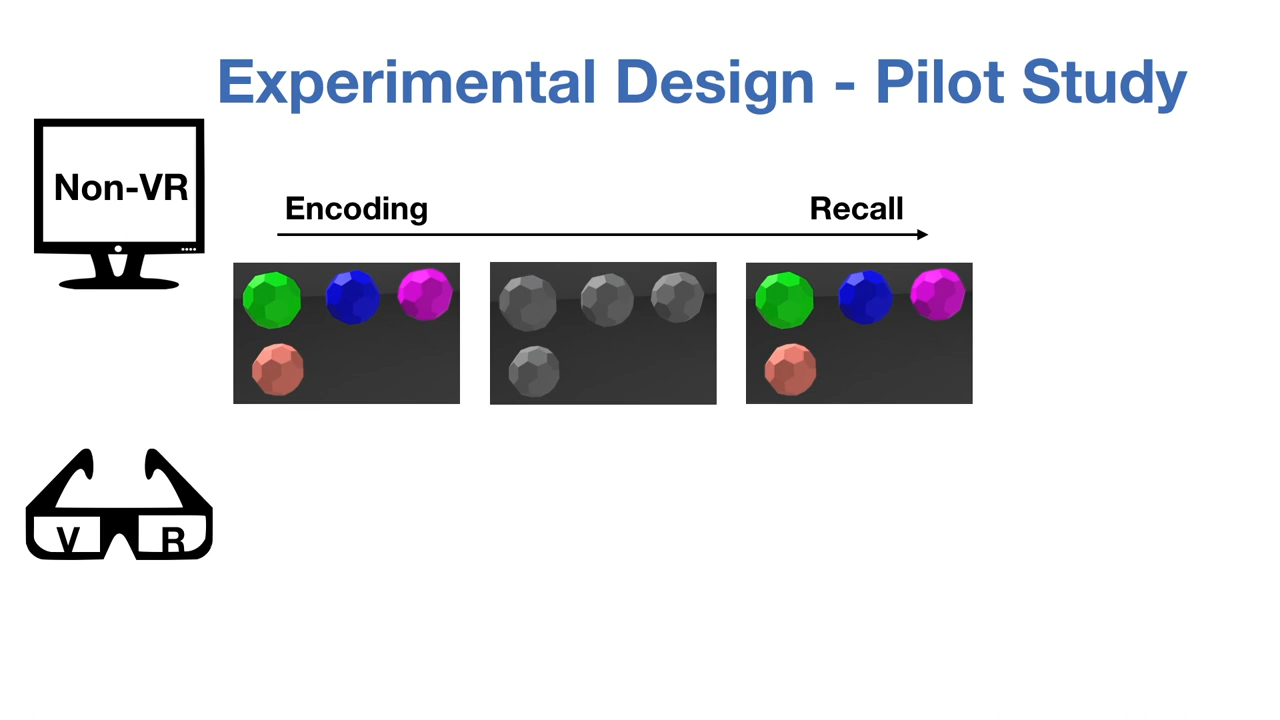 Experimental Design - Pilot Study
Non-VR
Encoding
Recall
V R